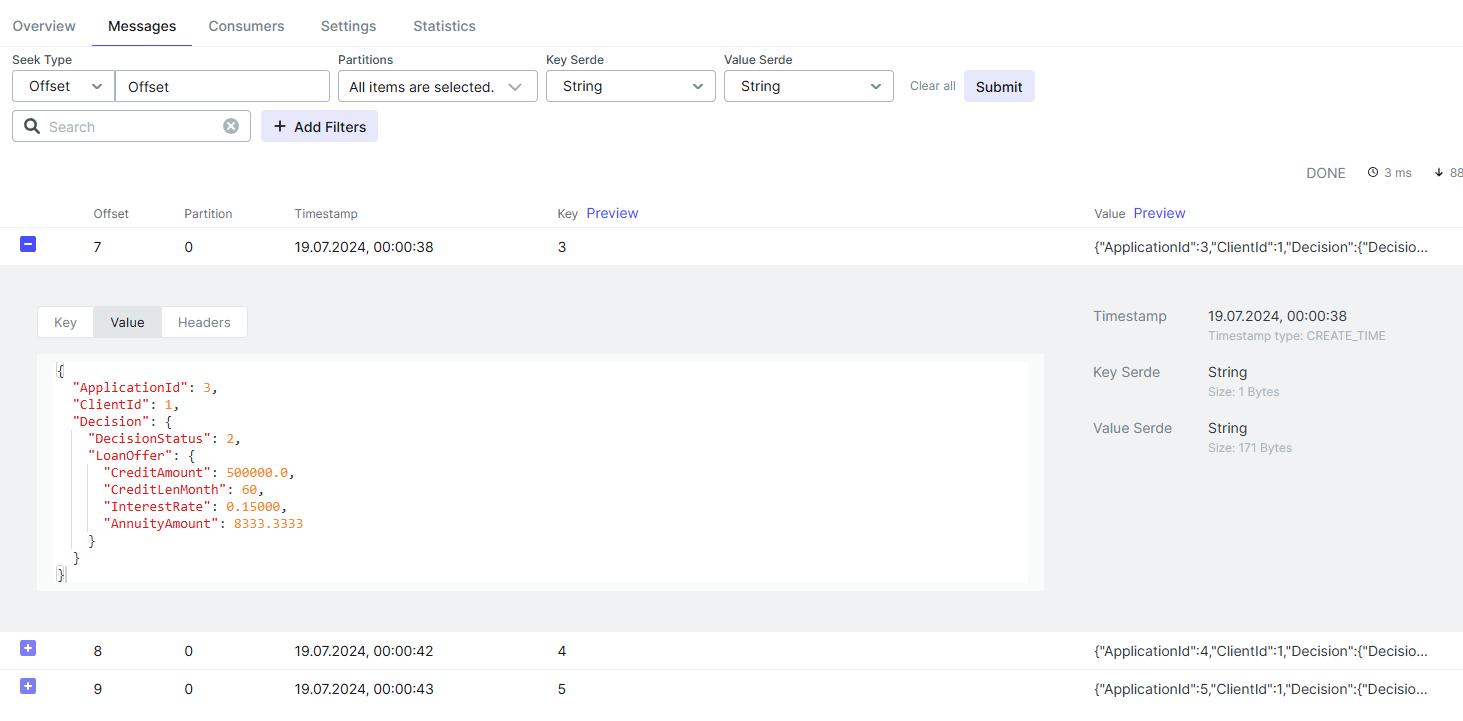 Overview Messages Consumers Settings Statistics
Seek Type Partitions Key Serde Value Serde
Offset Offset All items are selected. String String Clear all Submit
Search + Add Filters
DONE 3 ms 88
Offset Partition Timestamp Key Preview Value Preview
7 0 19.07.2024, 00:00:38 3 {"ApplicationId":3,"ClientId":1,"Decision":{"Decisio...
Key Value Headers
Timestamp 19.07.2024, 00:00:38
Timestamp type: CREATE_TIME
Key Serde String
Size: 1 Bytes
Value Serde String
Size: 171 Bytes
{
"ApplicationId": 3,
"ClientId": 1,
"Decision": {
"DecisionStatus": 2,
"LoanOffer": {
"CreditAmount": 500000.0,
"CreditLenMonth": 60,
"InterestRate": 0.15000,
"AnnuityAmount": 8333.3333
}
}
}
8 0 19.07.2024, 00:00:42 4 {"ApplicationId":4,"ClientId":1,"Decision":{"Decisio...
9 0 19.07.2024, 00:00:43 5 {"ApplicationId":5,"ClientId":1,"Decision":{"Decisio...